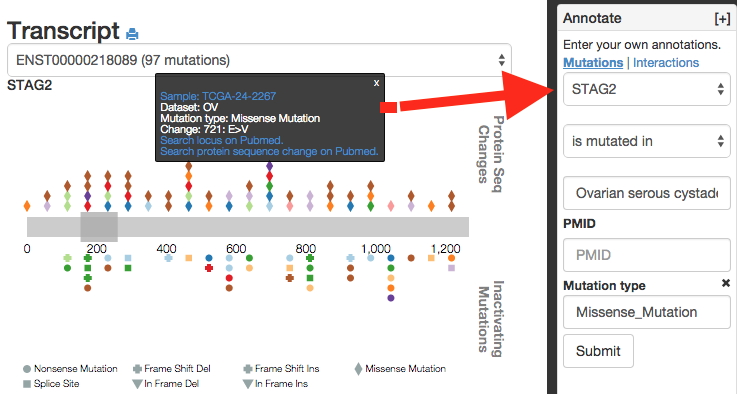 Transcript
ENST00000218089 (97 mutations)
STAG2
x
Sample: TCGA-24-2267
Dataset: OV
Mutation type: Missense Mutation
Change: 721: E>V
Search locus on Pubmed.
Search protein sequence change on Pubmed.
Protein Seq
Changes
0
200
400
600
800
1,000
1,200
Inactivating
Mutations
Nonsense Mutation
Frame Shift Del
Frame Shift Ins
Missense Mutation
Splice Site
In Frame Del
In Frame Ins
Annotate
[+]
Enter your own annotations.
Mutations | Interactions
STAG2
is mutated in
Ovarian serous cystade
PMID
PMID
Mutation type
Missense_Mutation
Submit